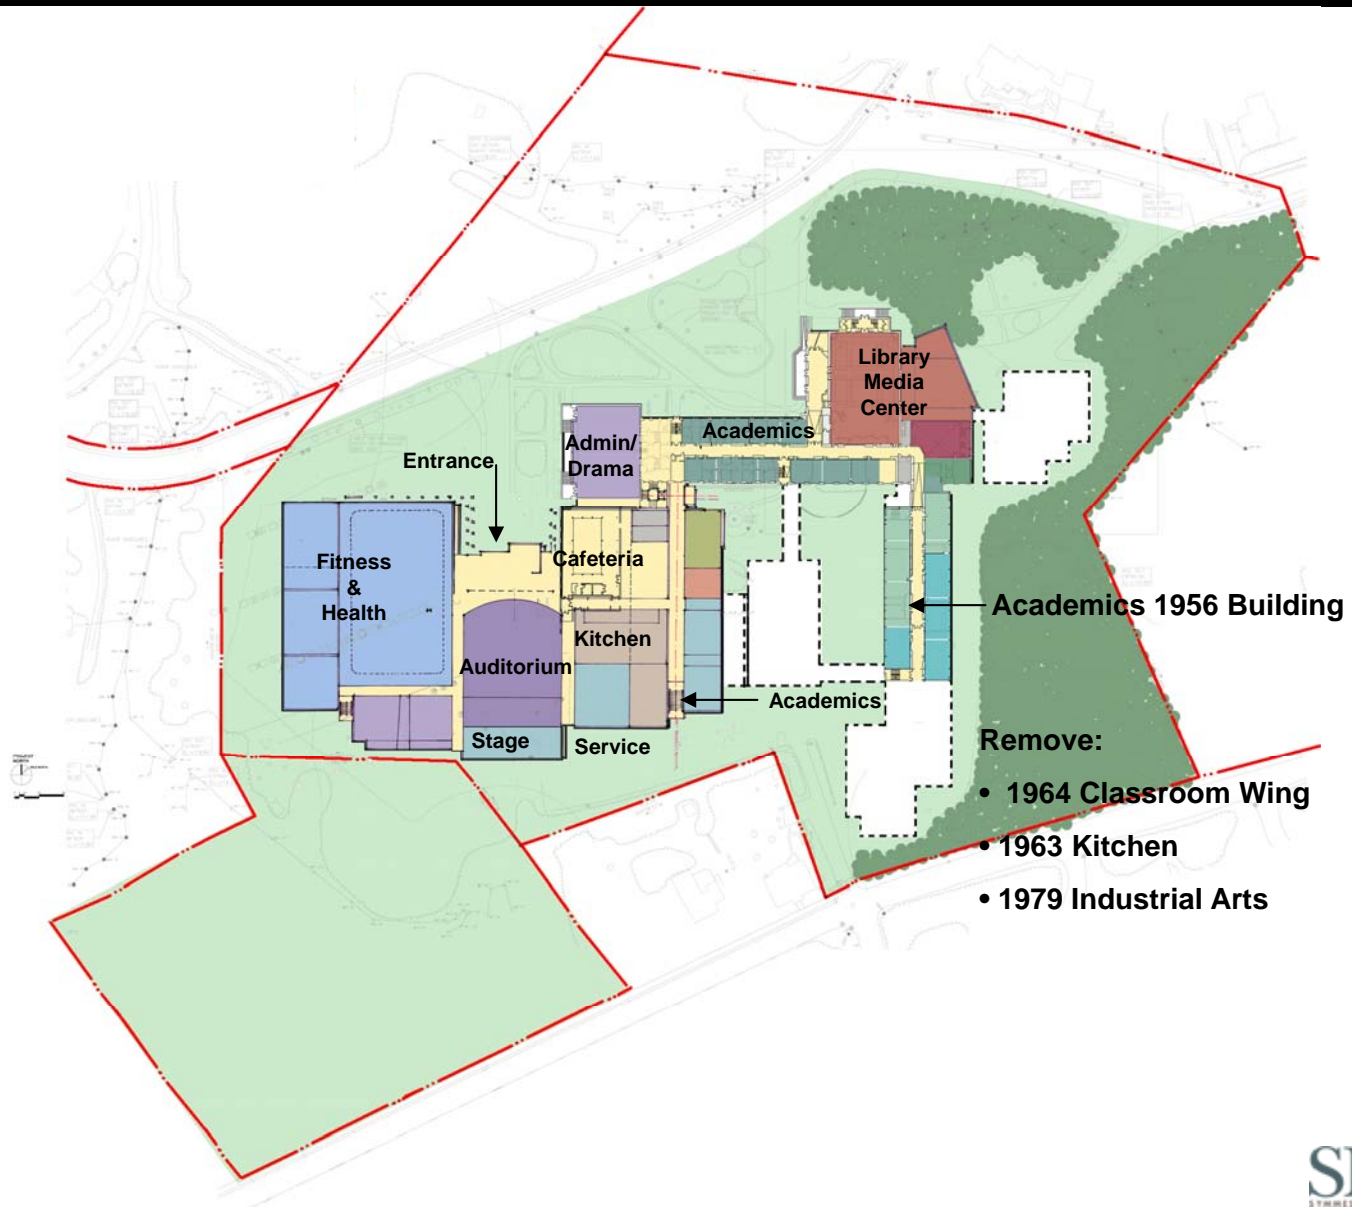 Library
Media
Center
Academics
Admin/
Drama
Entrance
Cafeteria
Fitness
&
Health
Academics 1956 Building
Kitchen
Auditorium
Academics
Stage
Service
Remove:
• 1964 Classroom Wing
• 1963 Kitchen
• 1979 Industrial Arts